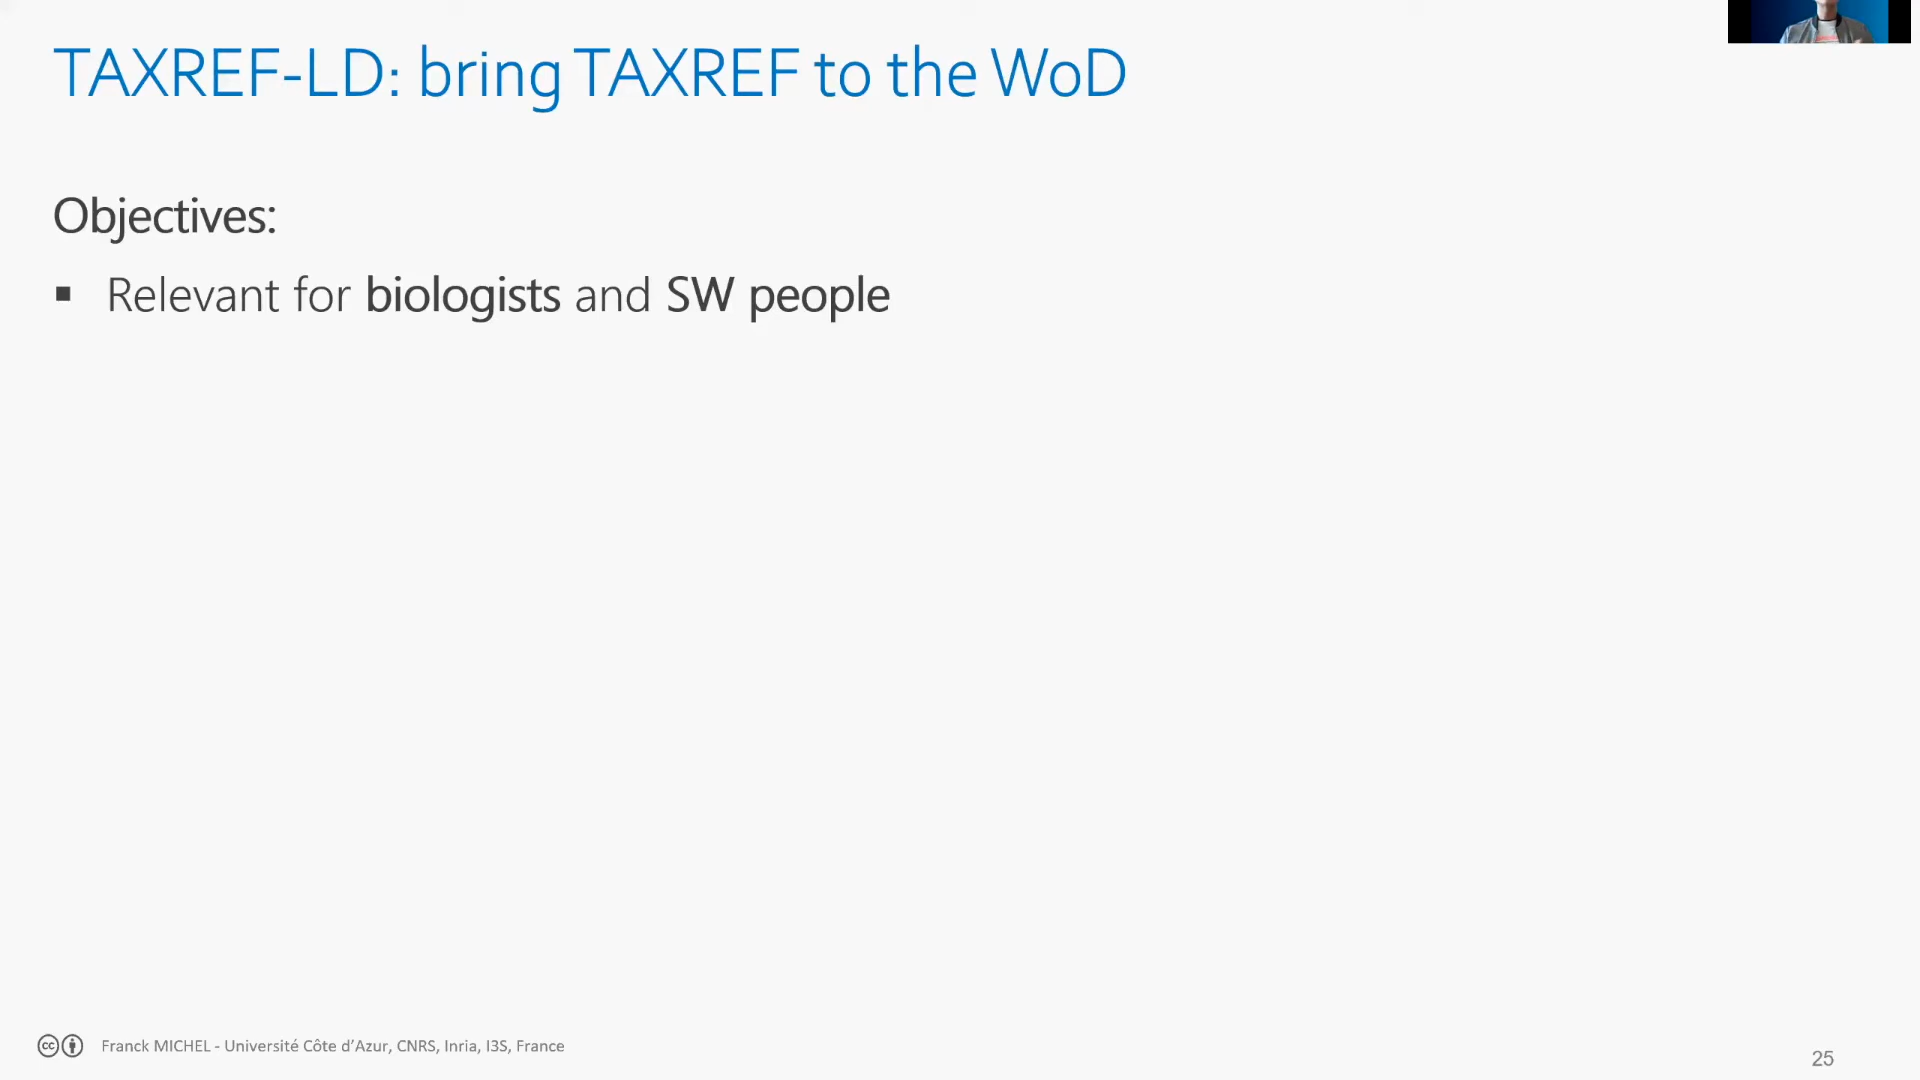 TAXREF-LD: bring TAXREF to the WoD
Objectives:
▪ Relevant for biologists and SW people
cc Franck MICHEL - Université Côte d'Azur, CNRS, Inria, I3S, France
25